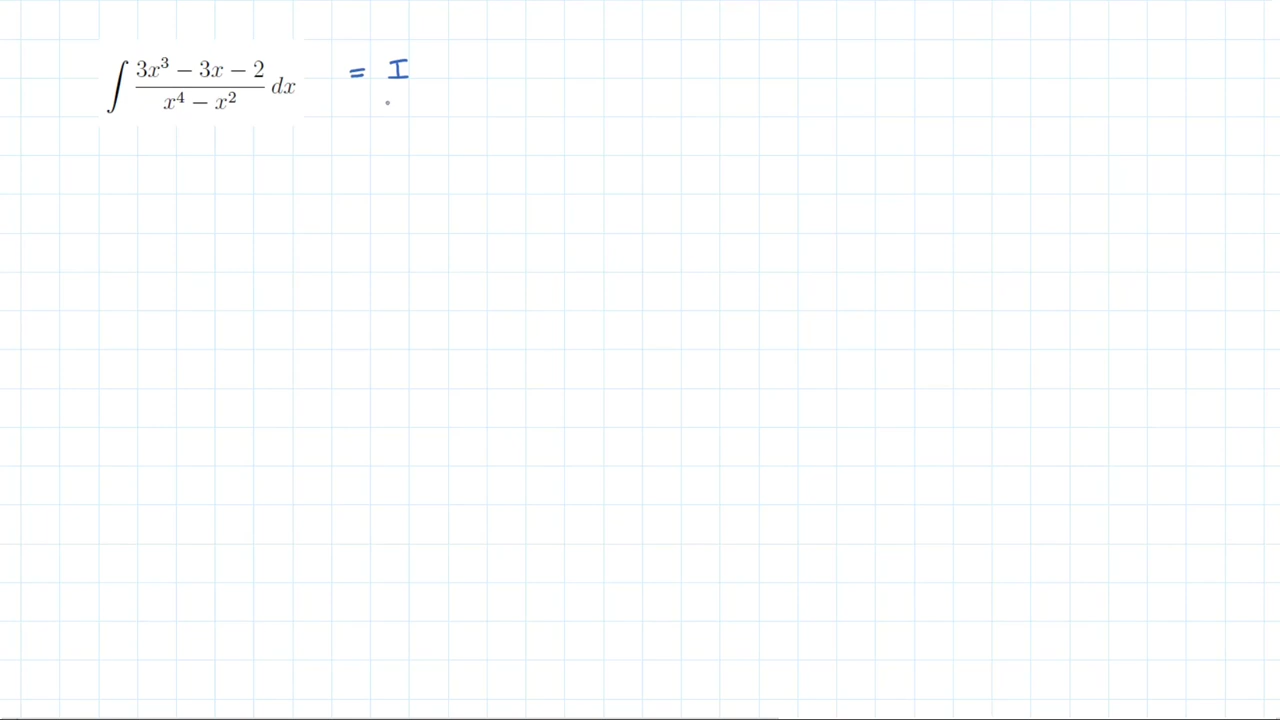 ∫ (3x³ − 3x − 2)/(x⁴ − x²) dx = I